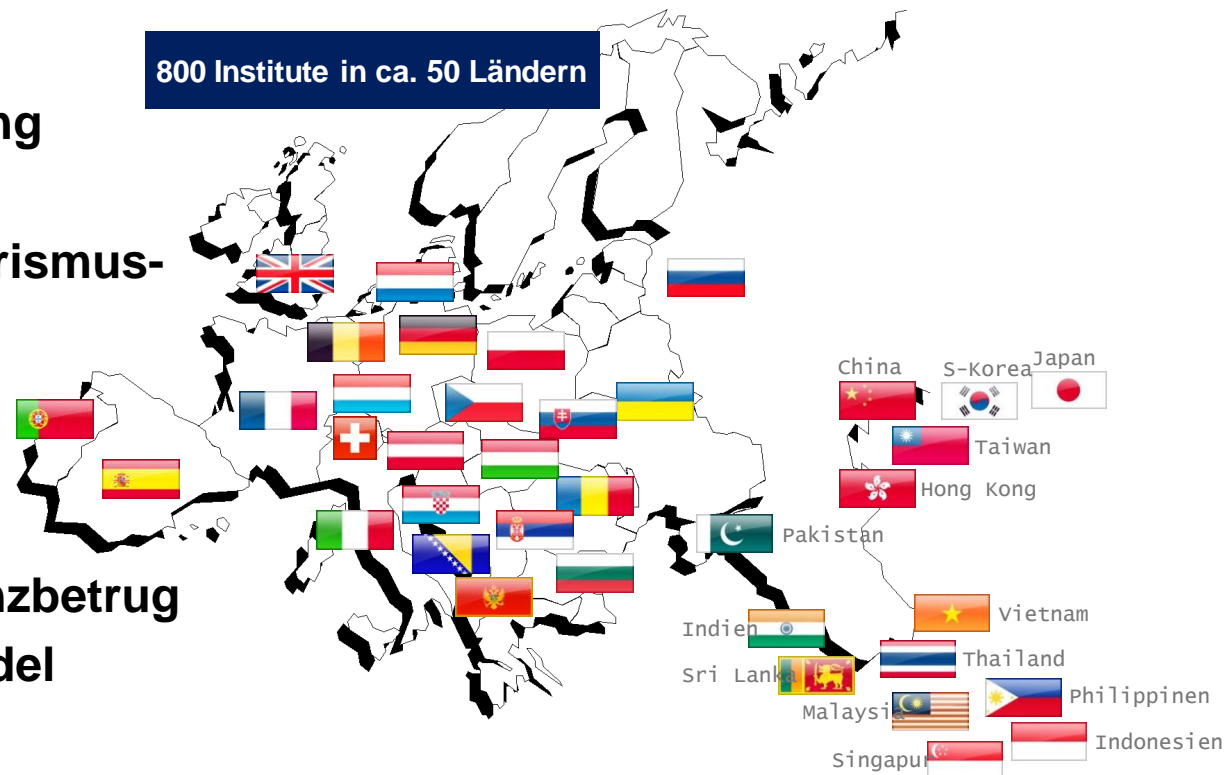 800 Institute in ca. 50 Ländern
ng
rismus-
nzbetrug
del
China
S-Korea
Japan
Taiwan
Hong Kong
Pakistan
Vietnam
Indien
Thailand
Sri Lanka
Philippinen
Malaysia
Indonesien
Singapur